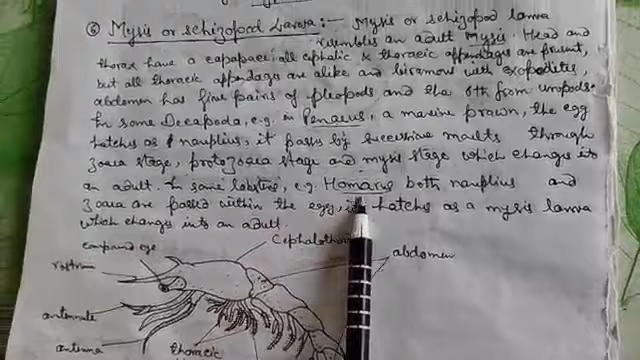 ⑥ Mysis or schizopod larva :- Mysis or schizopod larva
resembles an adult Mysis. Head and
thorax have a capapace; all cephalic & thoracic appendages are present,
but all thoracic appendages are alike and biramous with exopodites,
abdomen has five pairs of pleopods and the 6th from uropods.
In some Decapoda, e.g. in Penaeus, a marine prawn, the egg
hatches as nauplius, it passes by successive moults through
zoaea stage, protozoaea stage and mysis stage which changes into
an adult. In some lobsters, e.g. Homarus both nauplius and
zoaea are passed within the egg, it hatches as a mysis larva
which changes into an adult.
compound eye
Cephalotho
abdomen
rostrum
antennule
antenna
thoracic